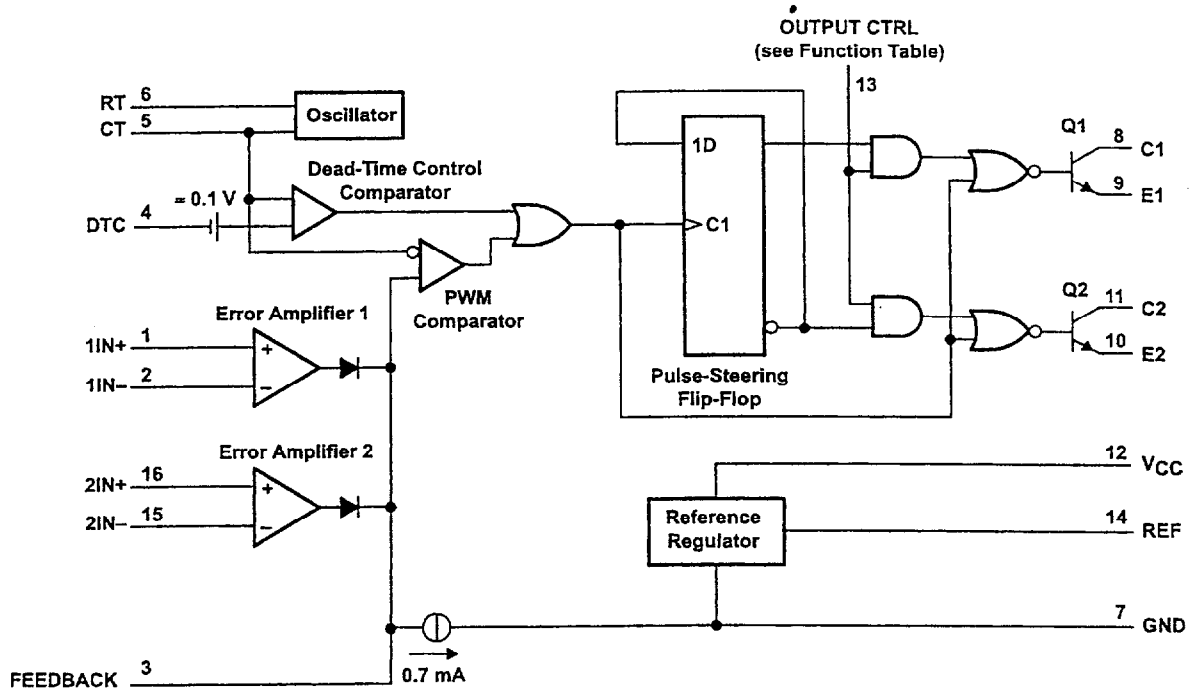 OUTPUT CTRL
(see Function Table)
13
RT 6
CT 5
Oscillator
Dead-Time Control
Comparator
≈ 0.1 V
DTC 4
PWM
Comparator
1D
C1
Pulse-Steering
Flip-Flop
Q1
8 C1
9 E1
Q2
11 C2
10 E2
Error Amplifier 1
1IN+ 1
+
1IN– 2
–
Error Amplifier 2
2IN+ 16
+
2IN– 15
–
12 VCC
Reference
Regulator
14 REF
7 GND
0.7 mA
FEEDBACK 3